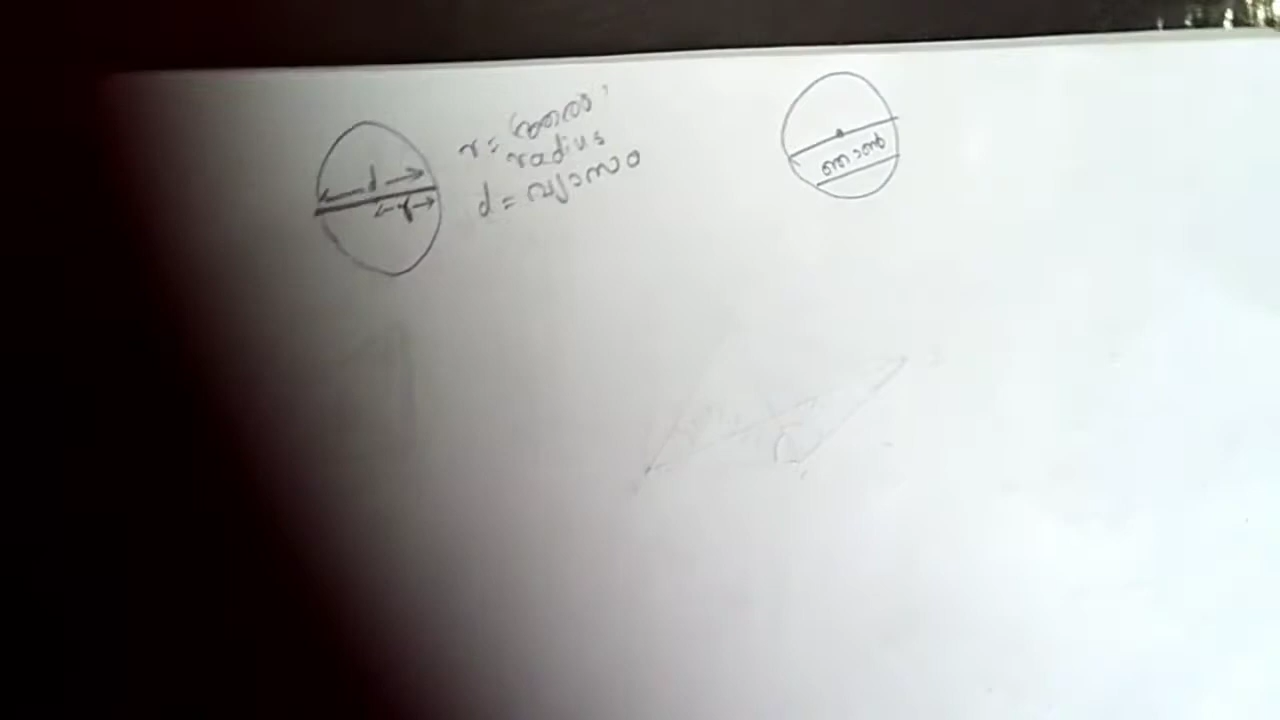 d
r
r = ആരം
radius
d = വ്യാസം
ഞാൺ